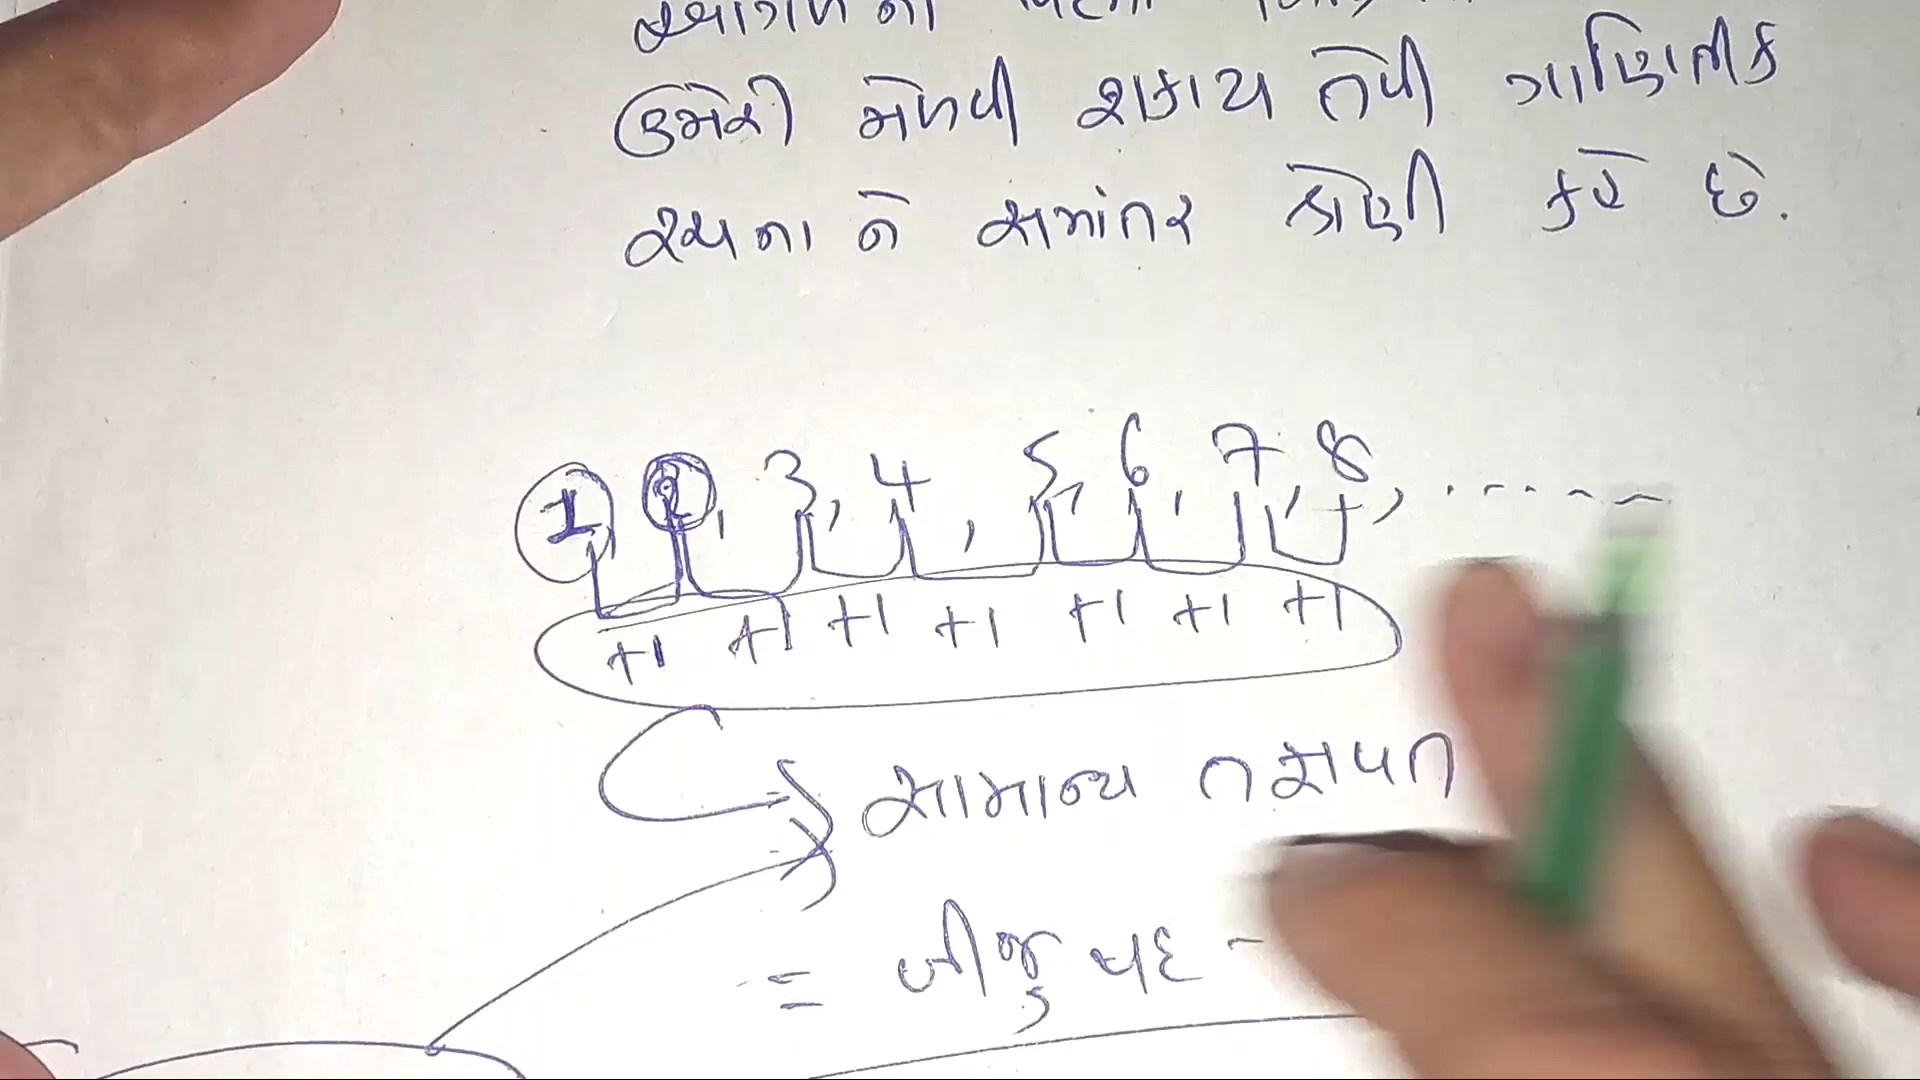 ઉમેરી મેળવી શકાય તેવી ગાણિતીક
રચના ને સમાંતર શ્રેણી કહે છે.
1, 2, 3, 4, 5, 6, 7, 8, ......
+1 +1 +1 +1 +1 +1 +1
સામાન્ય તફાવત
= બીજુ પદ -